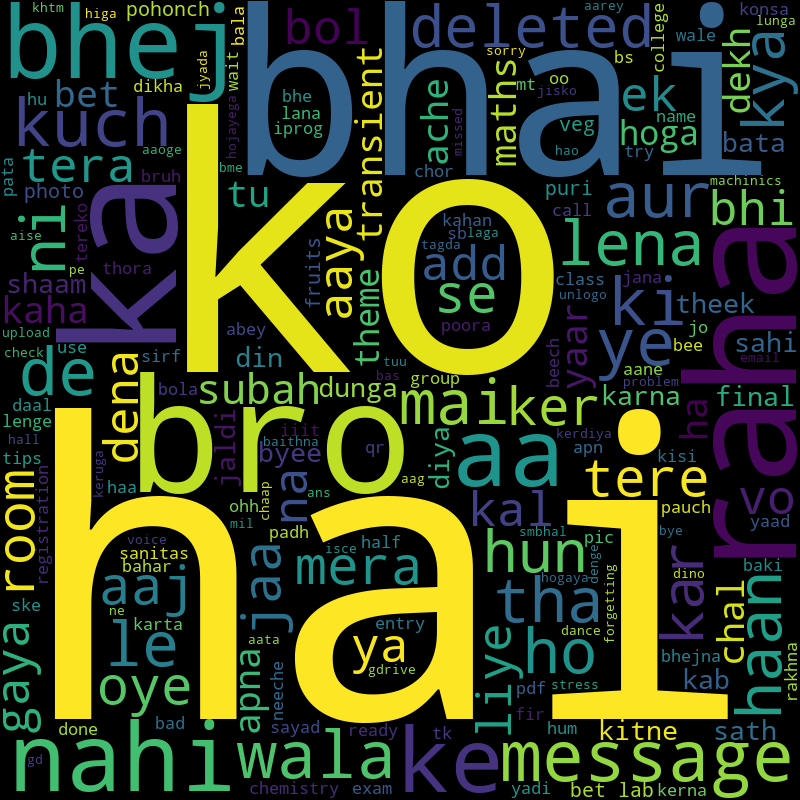 khtm
higa
pohonch
bala
bhej
bhai
bol
deleted
college
aarey
konsa
wale
lunga
jyada
wait
dikha
bet
kuch
hu
aaoge
hojayega
bhe
lana
iprog
transient
ache
missed
maths
sorry
mt
oo
jisko
bs
veg
ek
hoga
name
try
dekh
kya
bata
tera
photo
bruh
bme
tu
chor
hao
puri
call
aur
machinics
bhi
pata
ni
tereko
ka
ko
aaya
fruits
kahan
sb
laga
tagda
add
se
poora
lena
class
unlogo
ki
jana
theek
jo
ye
yaar
beech
bee
sahi
raha
email
aise
pe
shaam
thora
kaha
upload
use
check
sirf
abey
din
theme
tuu
bas
group
problem
aane
de
daal
lenge
tips
hall
dena
bola
subah
dunga
mai
ker
karna
ha
final
room
registration
keruga
haa
bro
jaldi
iiit
byee
baithna
qr
diya
aa
kerdiya
apn
tere
kisi
vo
yaad
pauch
ohh
chaap
mil
na
ans
aag
padh
kal
smbhal
pic
bye
hai
voice
sanitas
bahar
aaj
jaa
isce
half
mera
hun
hogaya
denge
forgetting
tha
kar
dino
chal
baki
haan
rakhna
ske
ne
karta
le
gaya
oye
apna
aata
neeche
entry
ya
gdrive
liye
ho
dance
bhejna
kab
done
bad
sayad
ready
tk
pdf
stress
fir
hum
kitne
sath
gd
nahi
wala
ke
message
chemistry
exam
yadi
bet lab
kerna